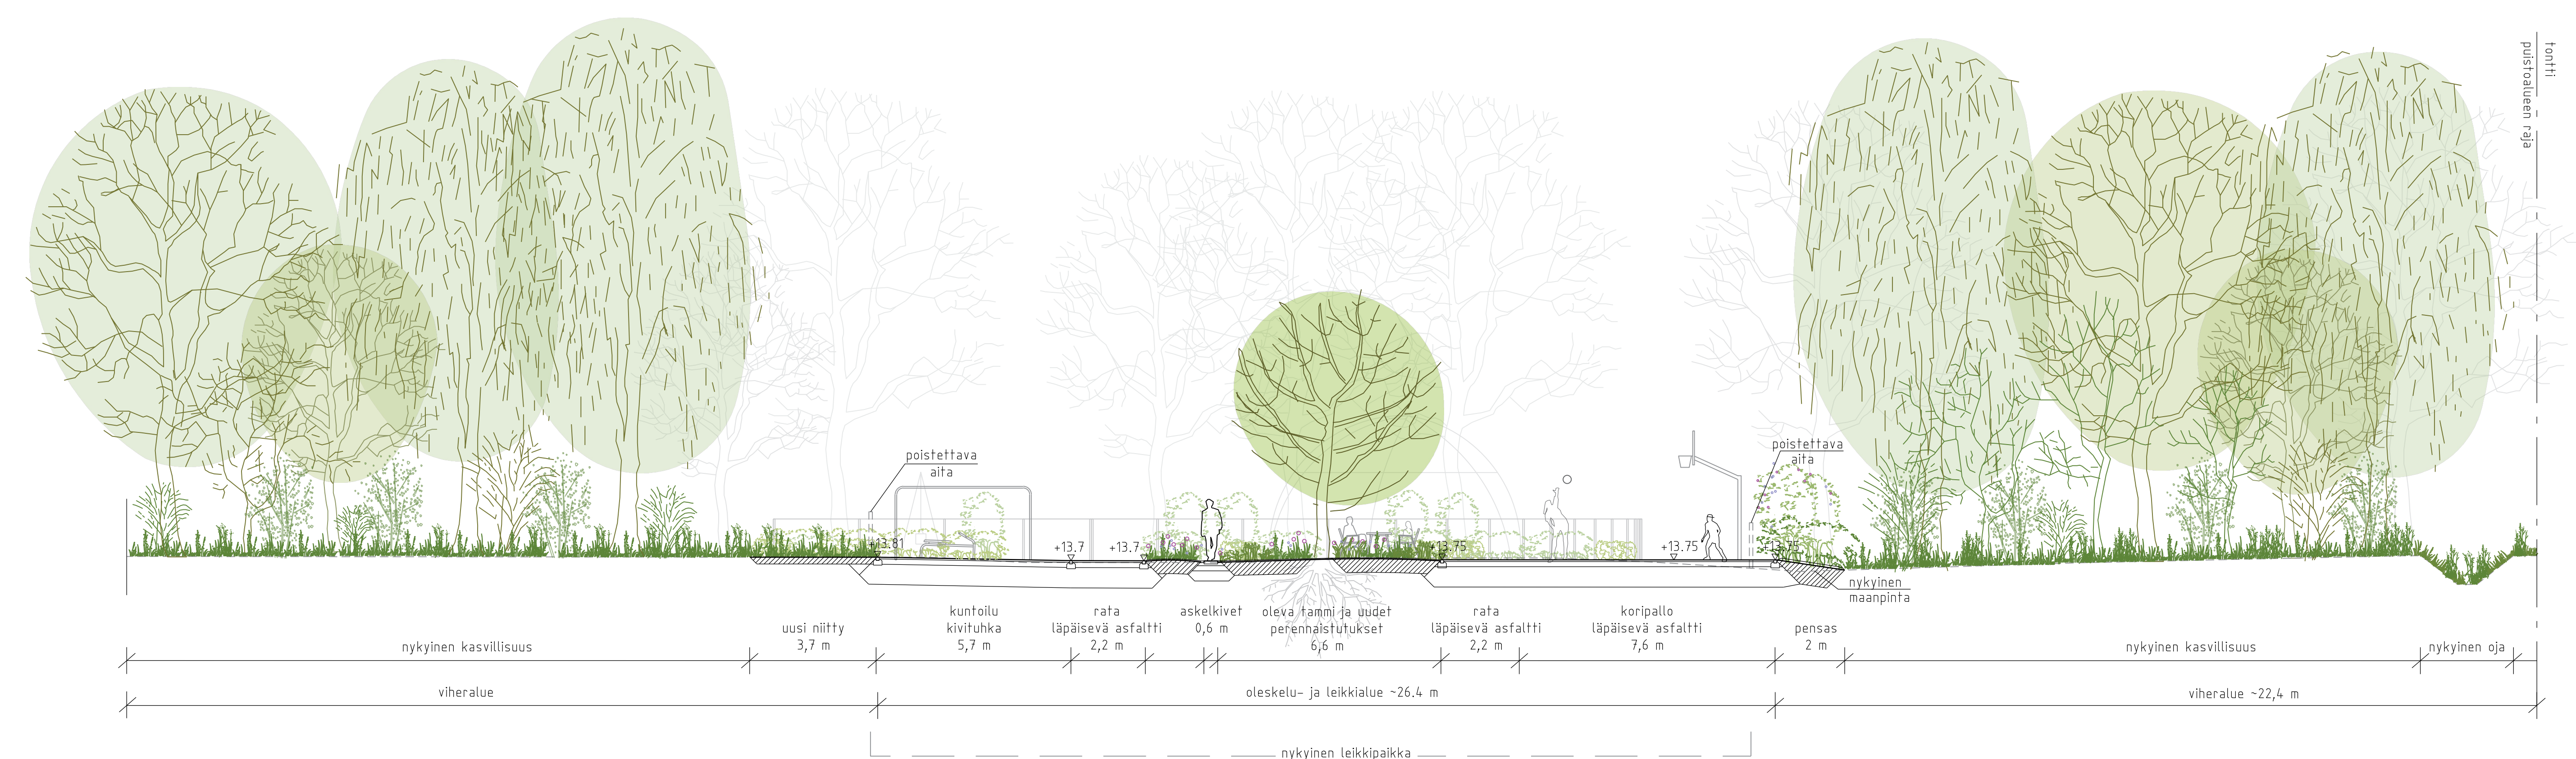 tontti
puistoalueen raja
poistettava
aita
poistettava
aita
+13.81
+13.7
+13.7
+13.75
+13.75
+13.75
nykyinen
maanpinta
uusi niitty
3,7 m
kuntoilu
kivituhka
5,7 m
rata
läpäisevä asfaltti
2,2 m
askelkivet
0,6 m
oleva tammi ja uudet
perennaistutukset
6,6 m
rata
läpäisevä asfaltti
2,2 m
koripallo
läpäisevä asfaltti
7,6 m
pensas
2 m
nykyinen kasvillisuus
nykyinen kasvillisuus
nykyinen oja
viheralue
oleskelu- ja leikkialue ~26.4 m
viheralue ~22,4 m
nykyinen leikkipaikka